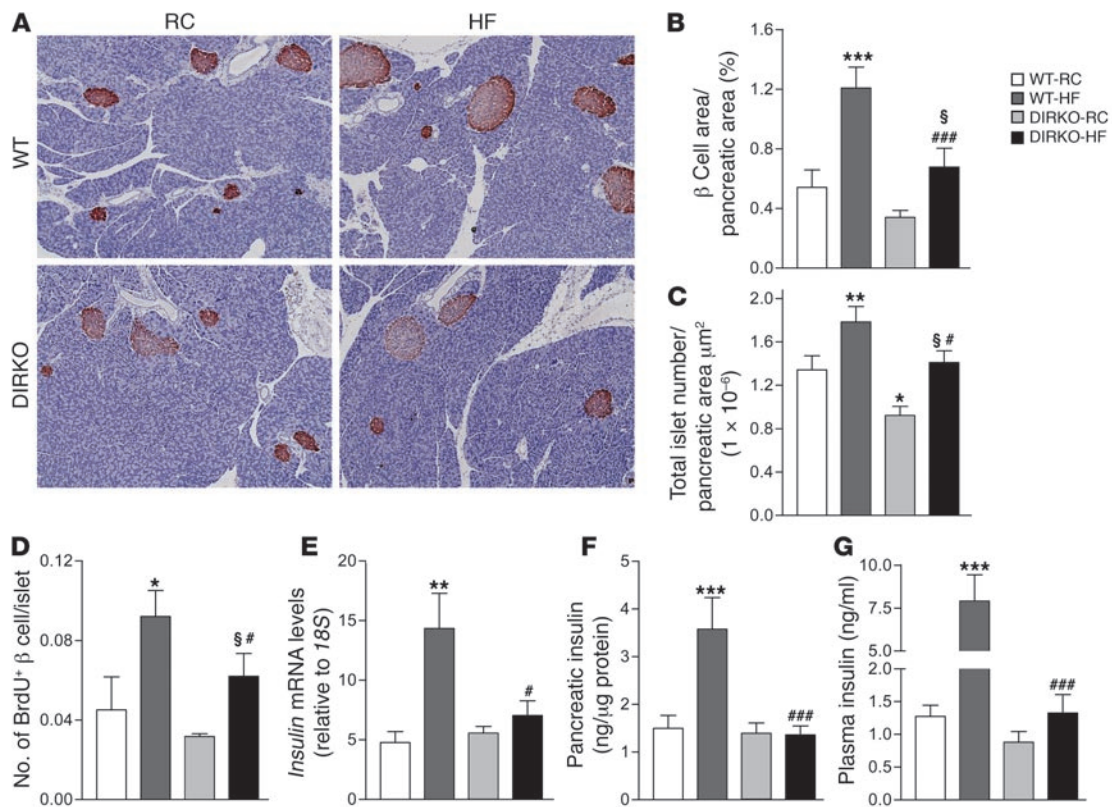 A
RC
HF
WT
DIRKO
B
β Cell area/
pancreatic area (%)
1.6
1.2
0.8
0.4
0.0
***
§
###
WT-RC
WT-HF
DIRKO-RC
DIRKO-HF
C
Total islet number/
pancreatic area μm²
(1 × 10⁻⁶)
2.0
1.6
1.2
0.8
0.4
0.0
**
*
§ #
D
No. of BrdU⁺ β cell/islet
0.12
0.08
0.04
0.00
*
§ #
E
Insulin mRNA levels
(relative to 18S)
20
15
10
5
0
**
#
F
Pancreatic insulin
(ng/μg protein)
5
4
3
2
1
0
***
###
G
Plasma insulin (ng/ml)
10.0
7.5
5.0
2.0
1.5
1.0
0.5
0.0
***
###